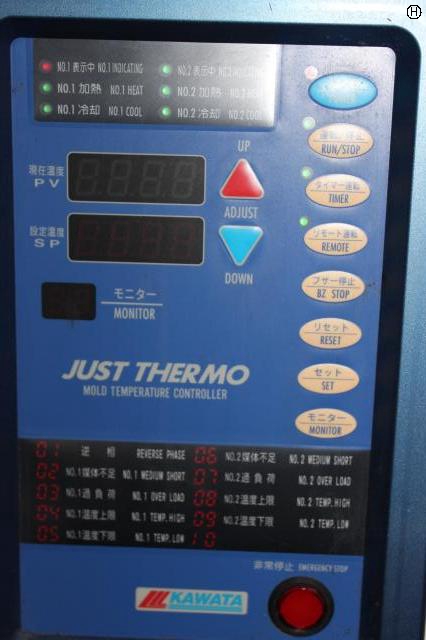 H
NO.1 表示中 NO.1 INDICATING
NO.2 表示中 NO.2 INDICATING
NO.1 加熱 NO.1 HEAT
NO.2 加熱 NO.2 HEAT
NO.1 冷却 NO.1 COOL
NO.2 冷却 NO.2 COOL
運転/停止
RUN/STOP
現在温度
PV
UP
タイマー運転
TIMER
ADJUST
設定温度
SP
リモート運転
REMOTE
DOWN
ブザー停止
BZ STOP
モニター
MONITOR
リセット
RESET
JUST THERMO
MOLD TEMPERATURE CONTROLLER
セット
SET
モニター
MONITOR
01 逆相 REVERSE PHASE
06 NO.2媒体不足 NO.2 MEDIUM SHORT
02 NO.1媒体不足 NO.1 MEDIUM SHORT
07 NO.2過負荷 NO.2 OVER LOAD
03 NO.1過負荷 NO.1 OVER LOAD
08 NO.2温度上限 NO.2 TEMP.HIGH
04 NO.1温度上限 NO.1 TEMP.HIGH
09 NO.2温度下限 NO.2 TEMP.LOW
05 NO.1温度下限 NO.1 TEMP.LOW
10
非常停止 EMERGENCY STOP
KAWATA